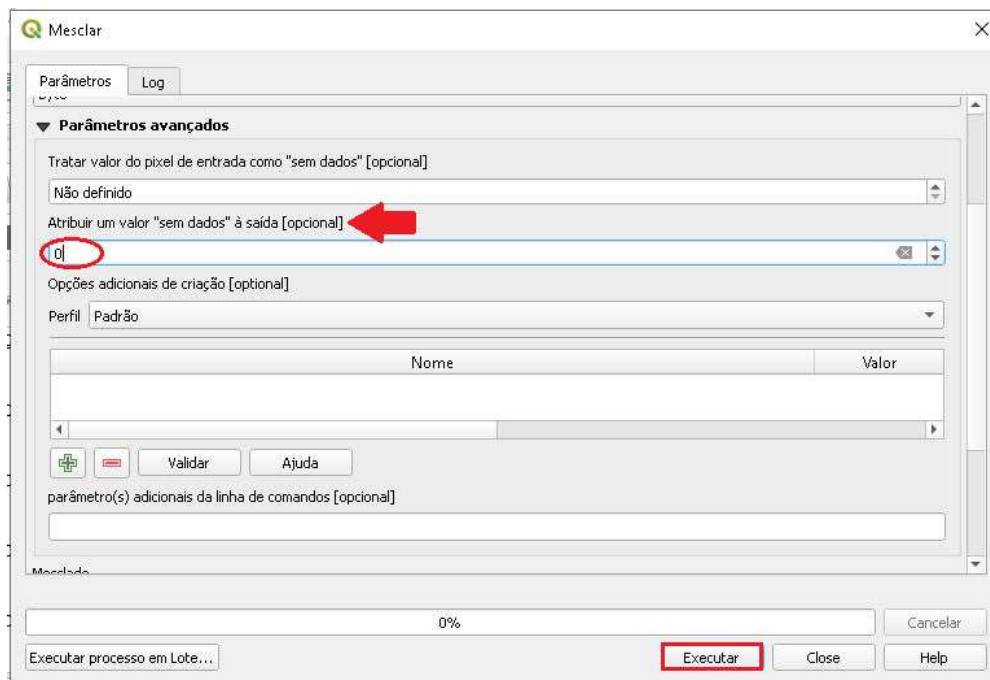 Mesclar
Parâmetros Log
Byte
Parâmetros avançados
Tratar valor do pixel de entrada como "sem dados" [opcional]
Não definido
Atribuir um valor "sem dados" à saída [opcional]
0
Opções adicionais de criação [optional]
Perfil Padrão
Nome Valor
Validar Ajuda
parâmetro(s) adicionais da linha de comandos [opcional]
Mesclado
0% Cancelar
Executar processo em Lote... Executar Close Help